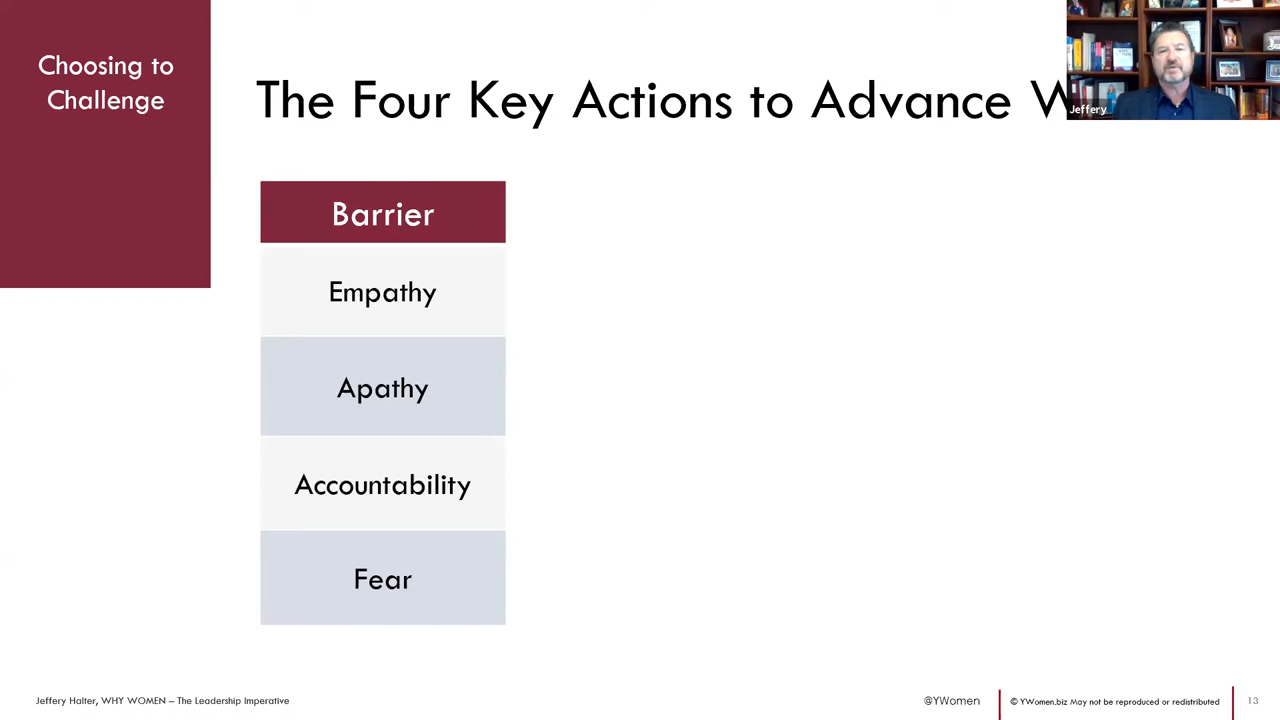 Choosing to
Challenge
The Four Key Actions to Advance
Jeffery
Barrier
Empathy
Apathy
Accountability
Fear
Jeffery Halter, WHY WOMEN – The Leadership Imperative
@YWomen
© YWomen.biz May not be reproduced or redistributed
13